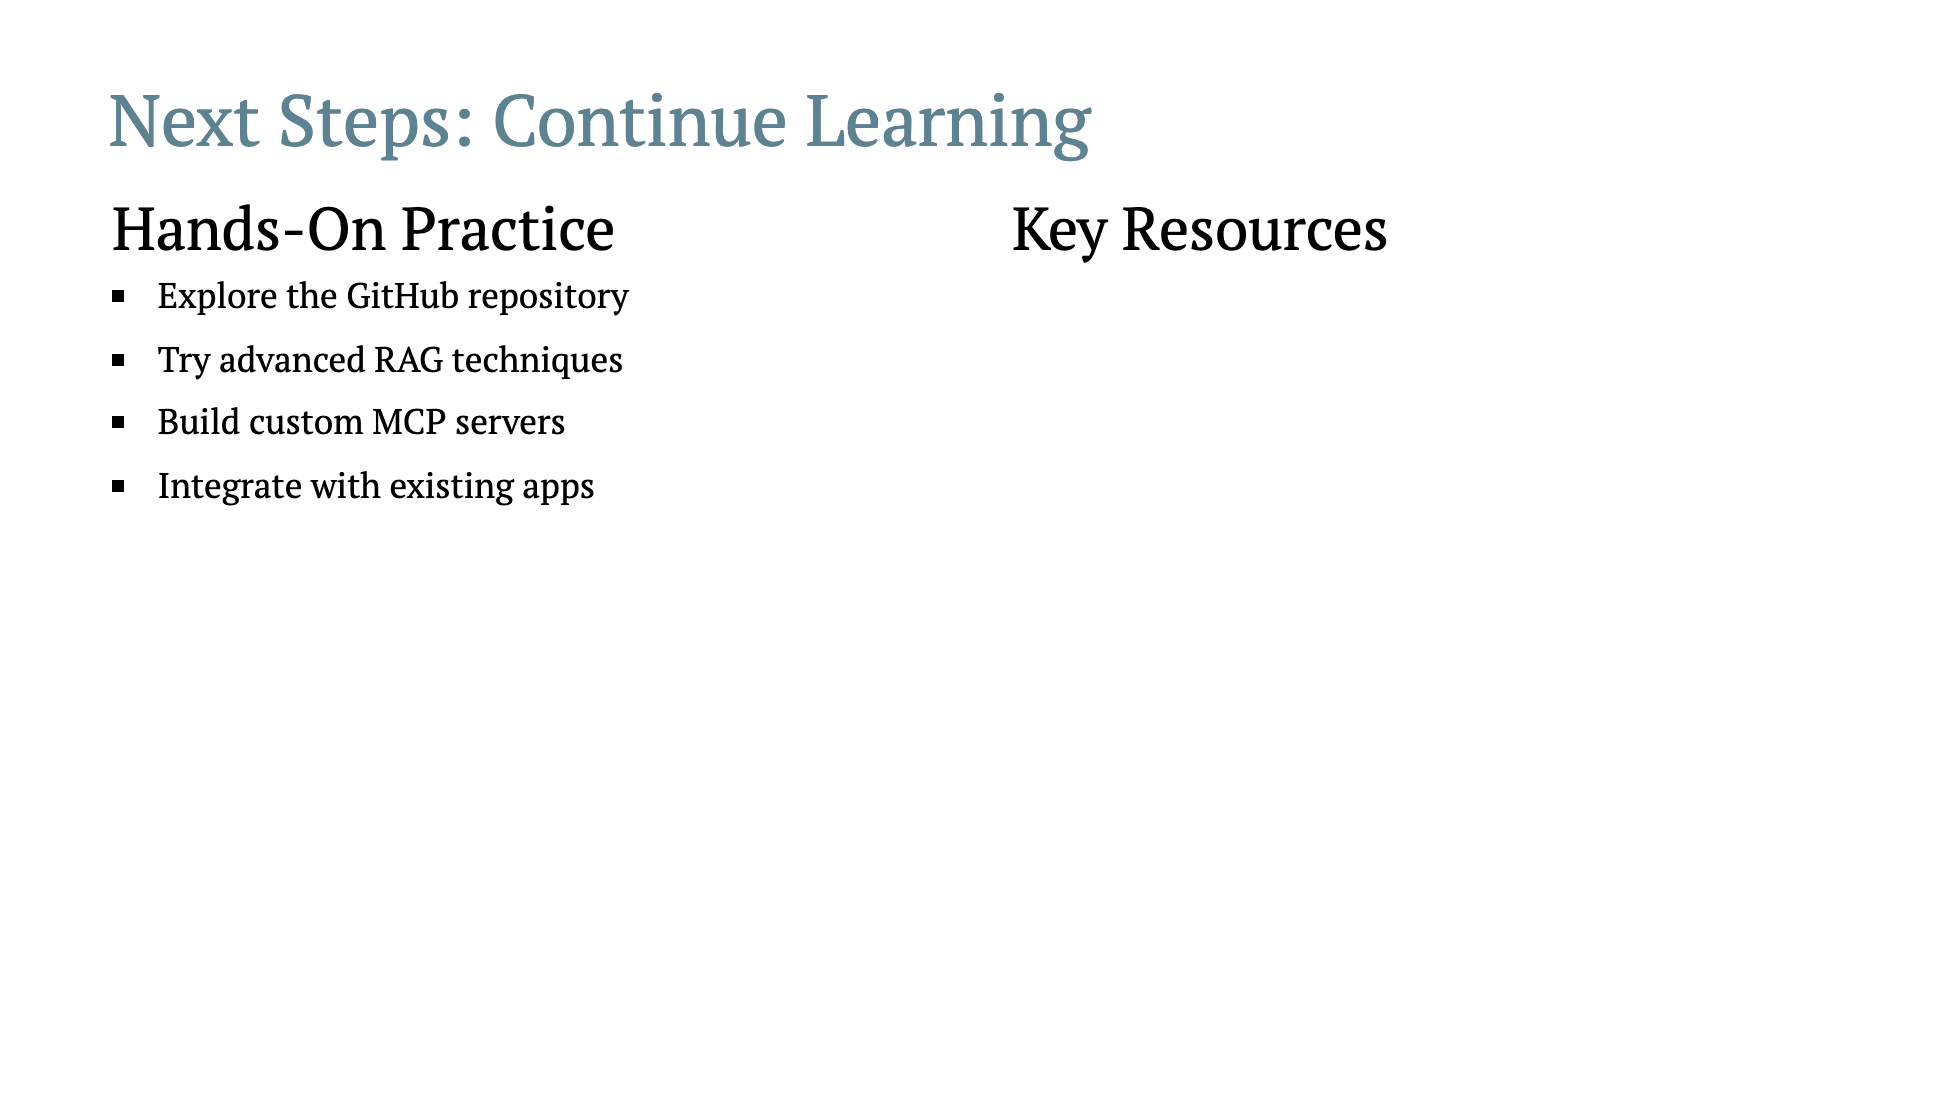 Next Steps: Continue Learning
Hands-On Practice
▪ Explore the GitHub repository
▪ Try advanced RAG techniques
▪ Build custom MCP servers
▪ Integrate with existing apps
Key Resources